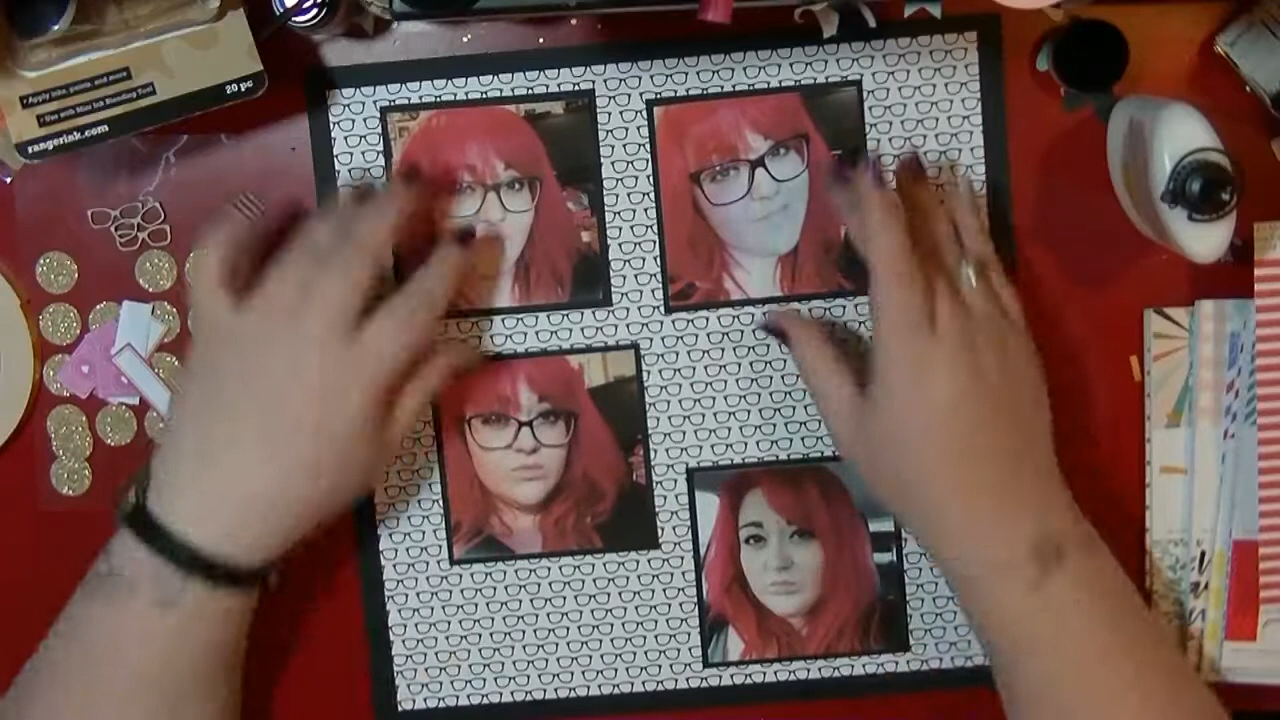 • Apply inks, paints, and more
• Use with Mini Ink Blending Tool
20 pc
rangerink.com